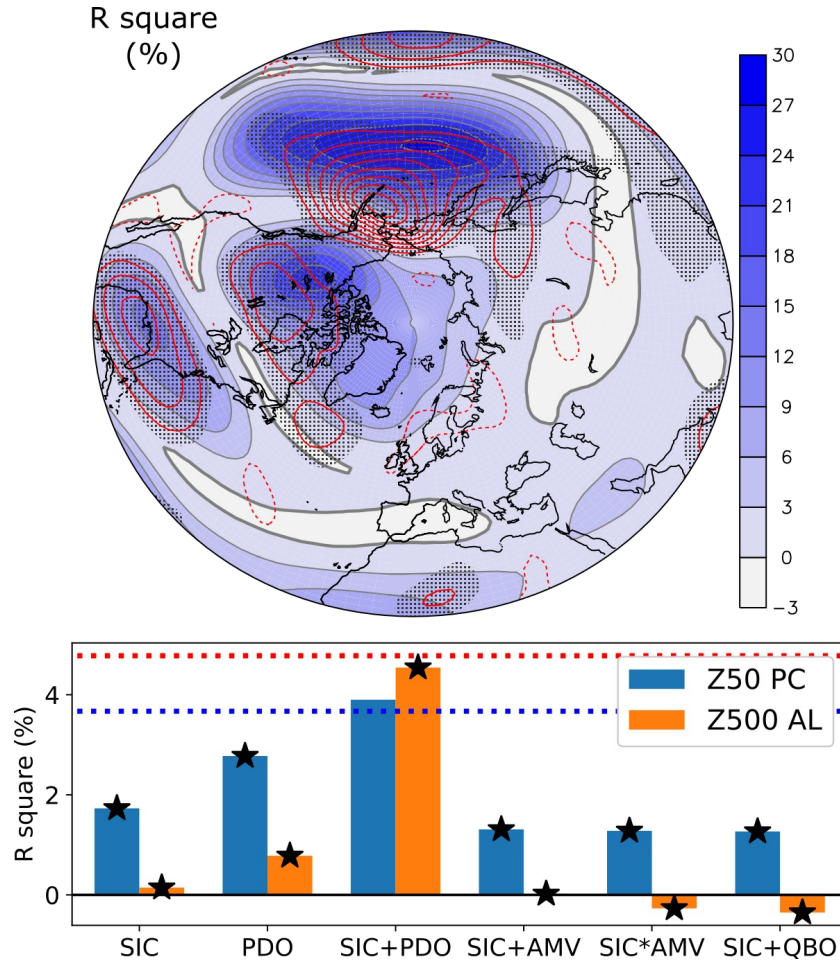 R square
(%)
30
27
24
21
18
15
12
9
6
3
0
−3
4
2
0
R square (%)
Z50 PC
Z500 AL
SIC
PDO
SIC+PDO
SIC+AMV
SIC*AMV
SIC+QBO